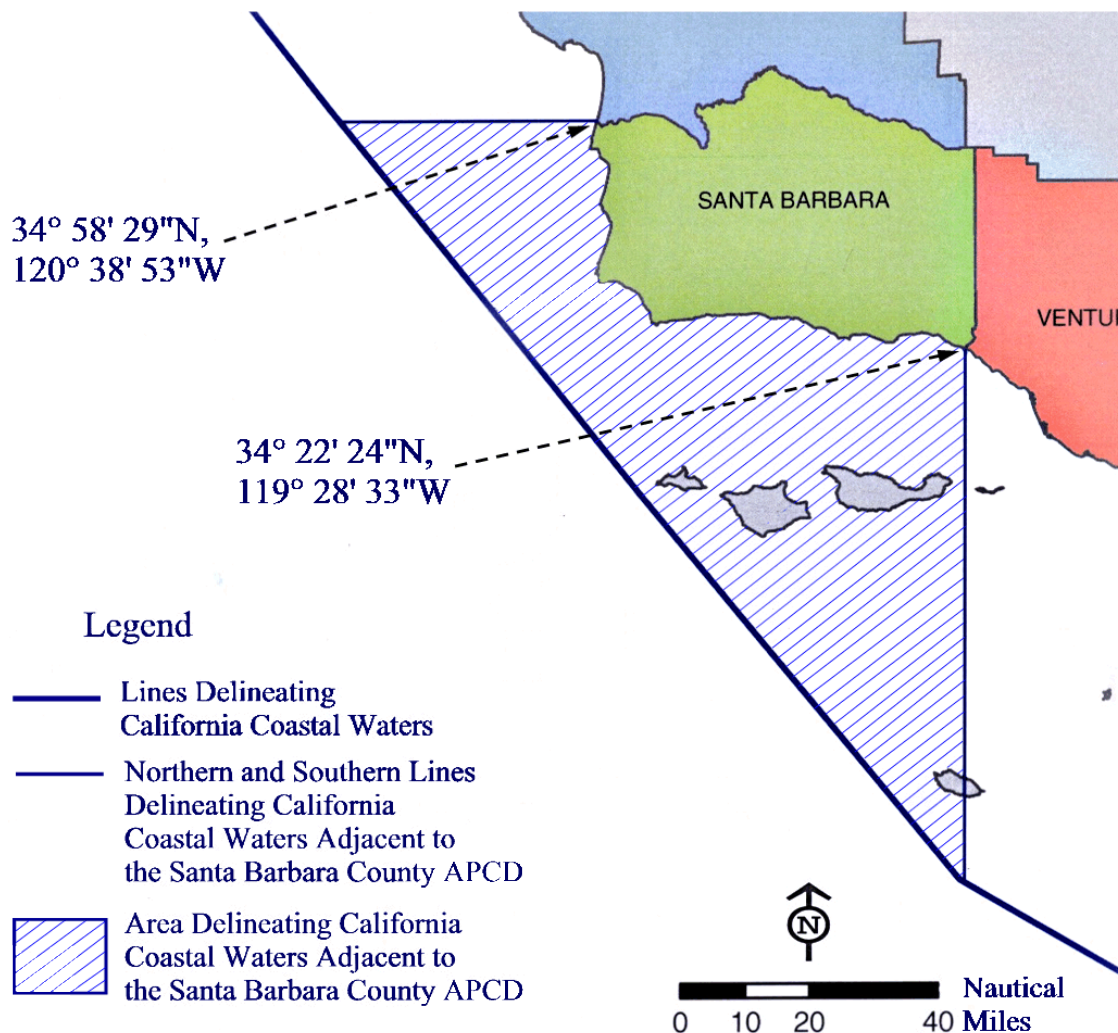 SANTA BARBARA
34° 58' 29"N,
120° 38' 53"W
VENTU
34° 22' 24"N,
119° 28' 33"W
Legend
Lines Delineating
California Coastal Waters
Northern and Southern Lines
Delineating California
Coastal Waters Adjacent to
the Santa Barbara County APCD
Area Delineating California
Coastal Waters Adjacent to
the Santa Barbara County APCD
N
Nautical
Miles
0 10 20 40